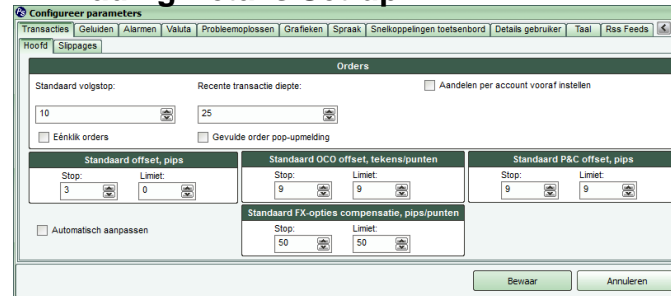 Configureer parameters
Transacties Geluiden Alarmen Valuta Probleemoplossen Grafieken Spraak Snelkoppelingen toetsenbord Details gebruiker Taal Rss Feeds
Hoofd Slippages
Orders
Standaard volgstop: Recente transactie diepte: Aandelen per account vooraf instellen
10 25
Eénklik orders Gevulde order pop-upmelding
Standaard offset, pips Standaard OCO offset, tekens/punten Standaard P&C offset, pips
Stop: Limiet: Stop: Limiet: Stop: Limiet:
3 0 9 9 9 9
Standaard FX-opties compensatie, pips/punten
Automatisch aanpassen Stop: Limiet:
50 50
Bewaar Annuleren